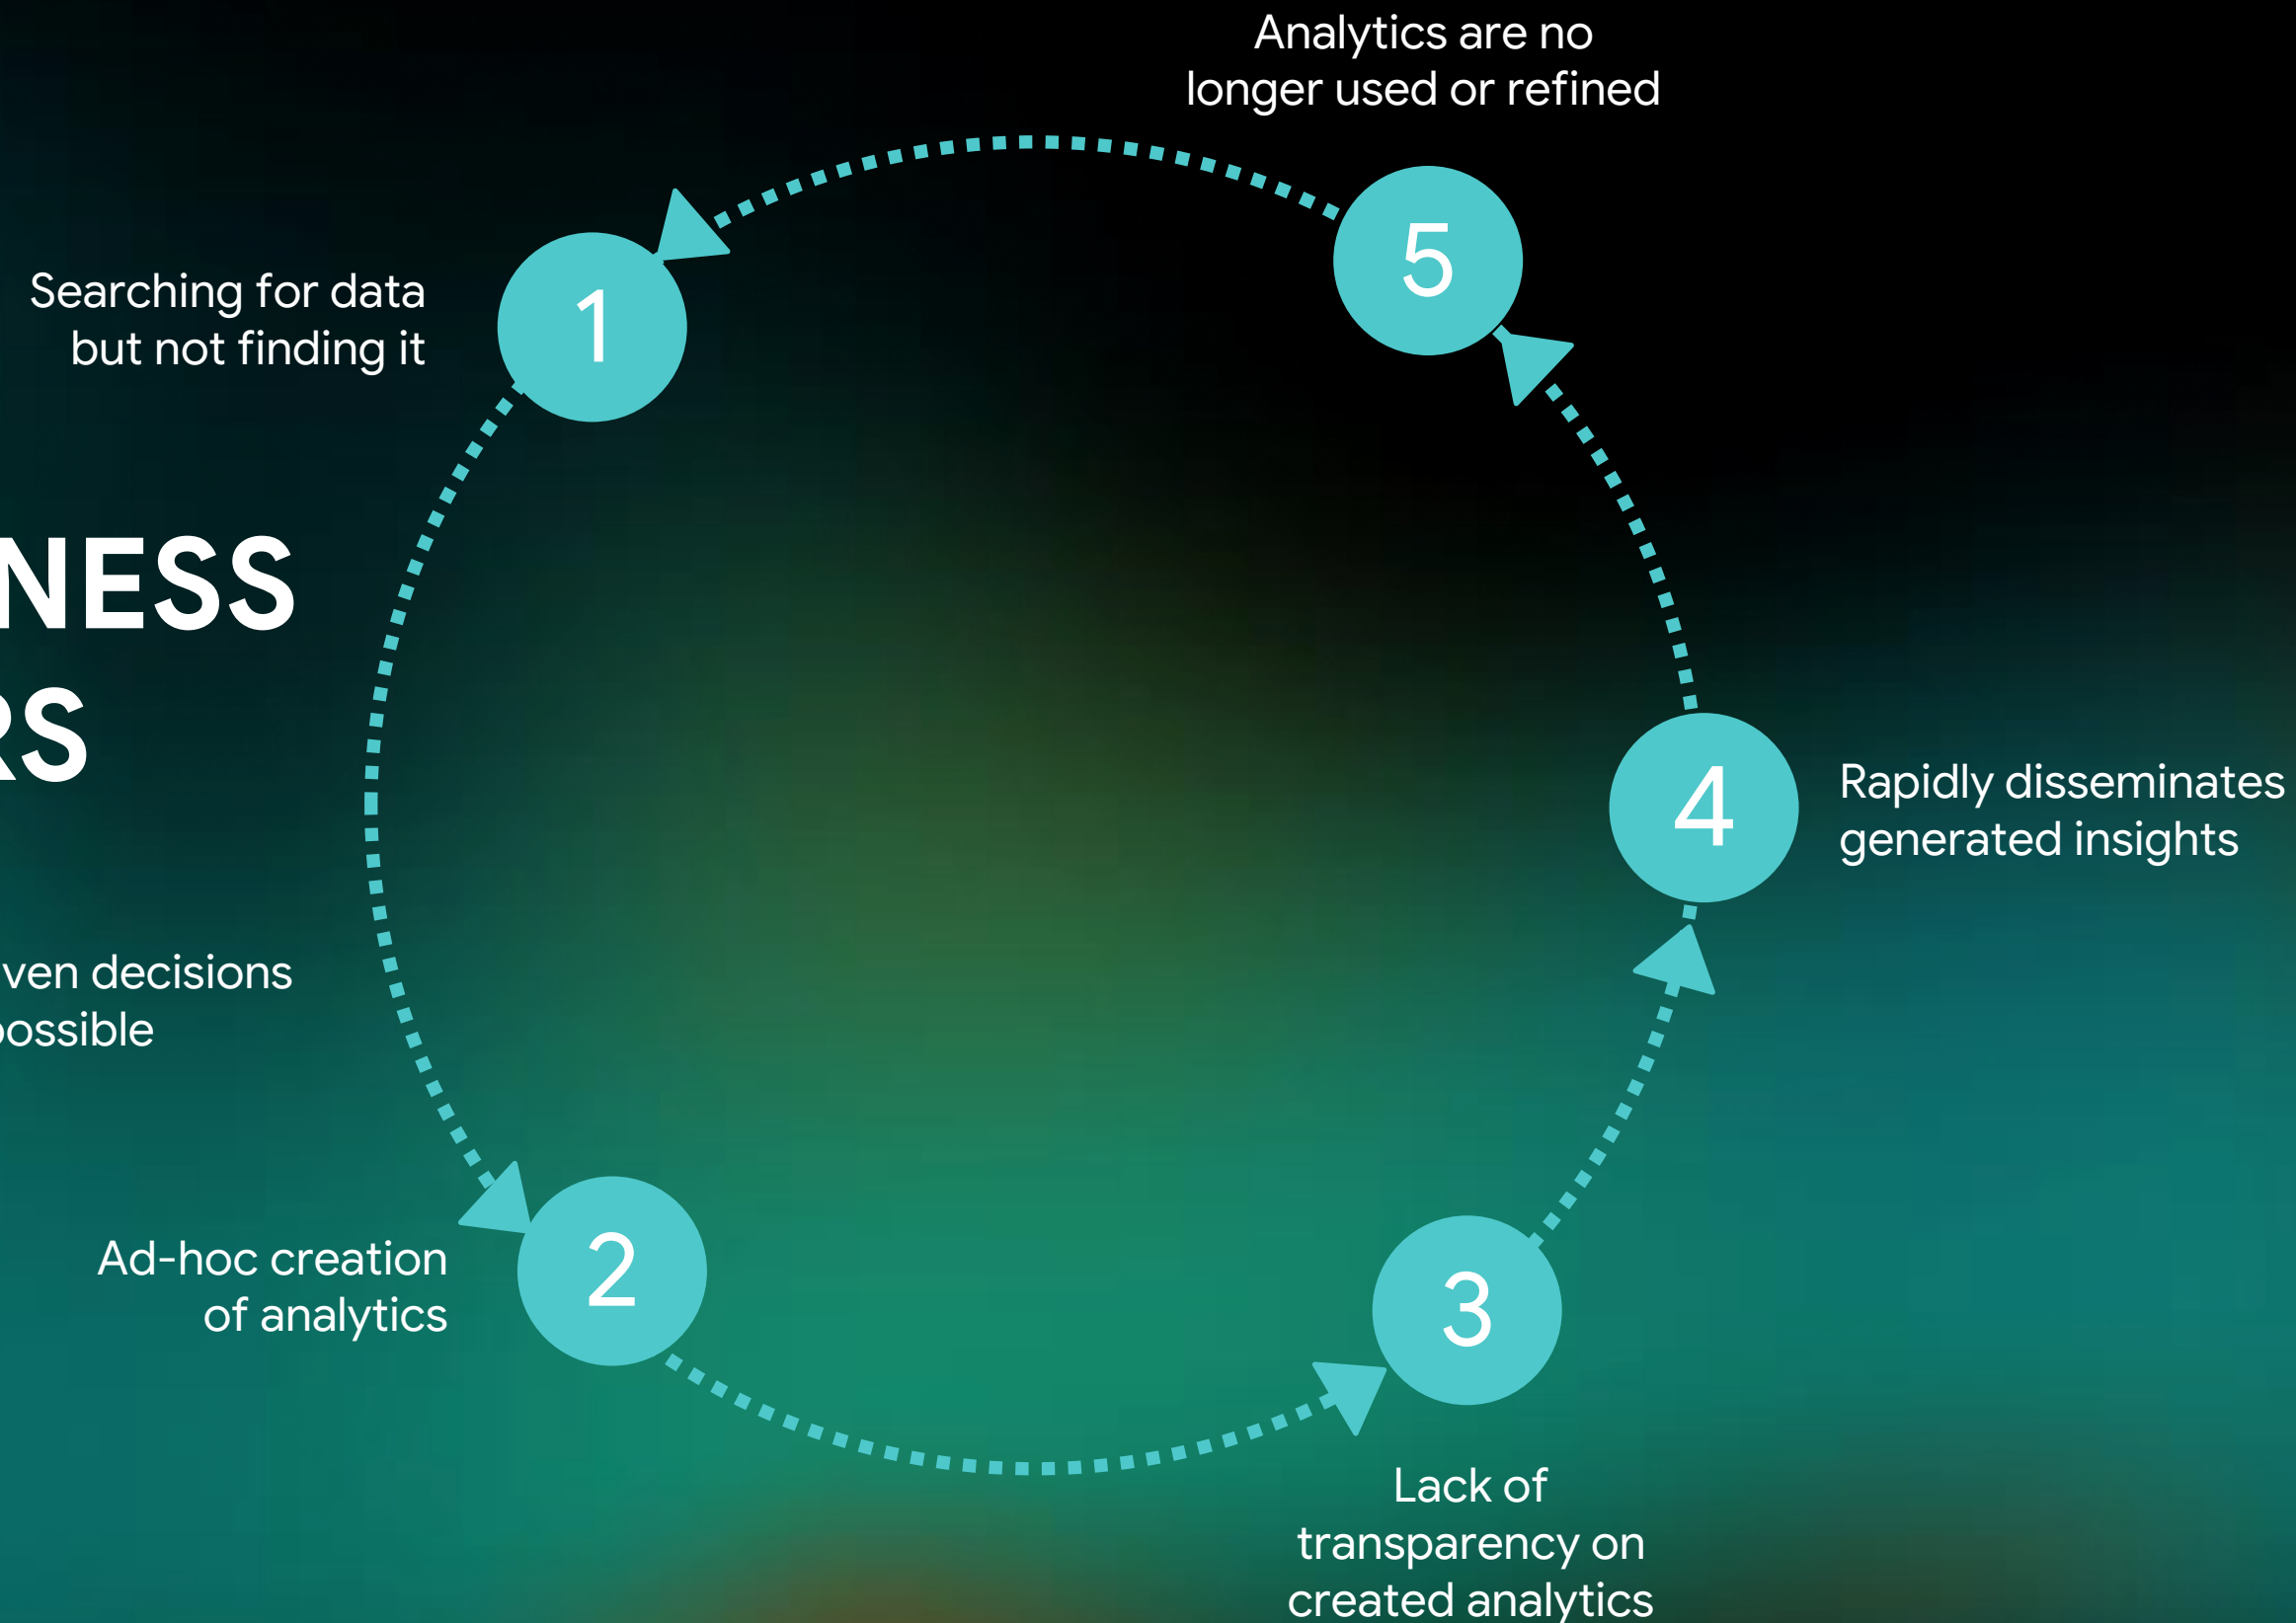 Analytics are no
longer used or refined
5
1
Searching for data
but not finding it
NESS
RS
4
Rapidly disseminates
generated insights
ven decisions
possible
2
Ad-hoc creation
of analytics
3
Lack of
transparency on
created analytics